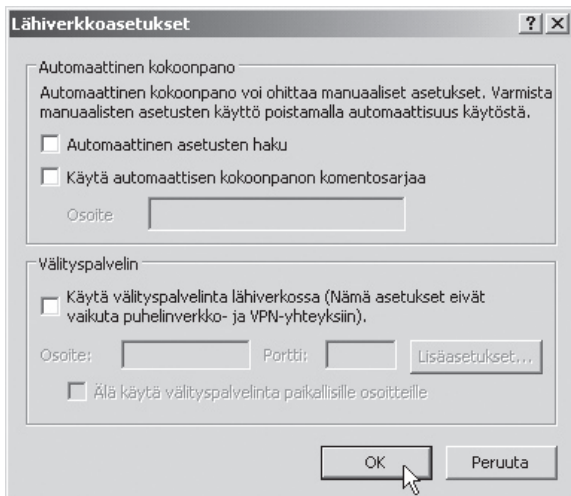 Lähiverkkoasetukset
Automaattinen kokoonpano
Automaattinen kokoonpano voi ohittaa manuaaliset asetukset. Varmista
manuaalisten asetusten käyttö poistamalla automaattisuus käytöstä.
Automaattinen asetusten haku
Käytä automaattisen kokoonpanon komentosarjaa
Osoite
Välityspalvelin
Käytä välityspalvelinta lähiverkossa (Nämä asetukset eivät
vaikuta puhelinverkko- ja VPN-yhteyksiin).
Osoite: Portti: Lisäasetukset...
Älä käytä välityspalvelinta paikallisille osoitteille
OK Peruuta